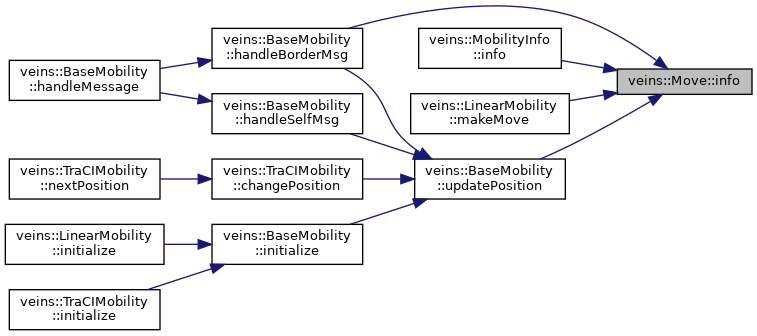 veins::BaseMobility
::handleMessage
veins::BaseMobility
::handleBorderMsg
veins::BaseMobility
::handleSelfMsg
veins::TraCIMobility
::nextPosition
veins::TraCIMobility
::changePosition
veins::LinearMobility
::initialize
veins::BaseMobility
::initialize
veins::TraCIMobility
::initialize
veins::MobilityInfo
::info
veins::LinearMobility
::makeMove
veins::BaseMobility
::updatePosition
veins::Move::info